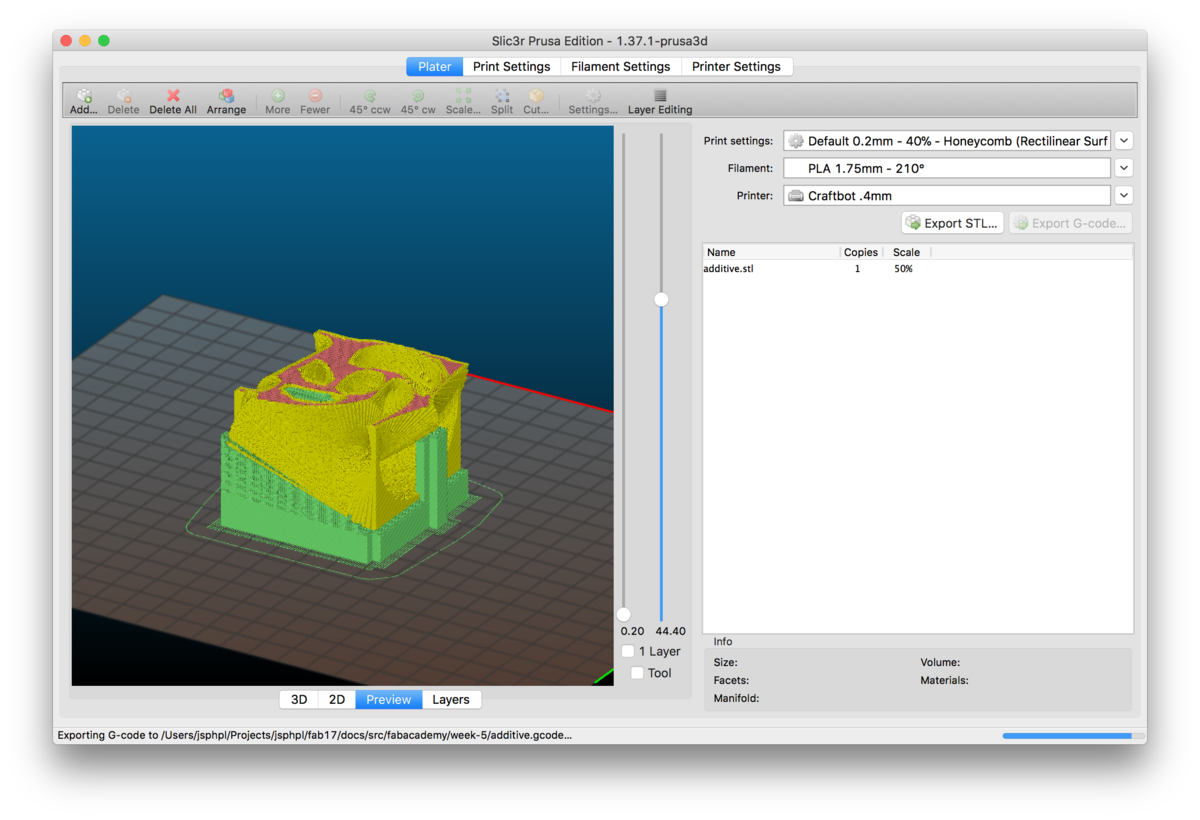 Slic3r Prusa Edition - 1.37.1-prusa3d
Plater Print Settings Filament Settings Printer Settings
Add... Delete Delete All Arrange More Fewer 45° ccw 45° cw Scale... Split Cut... Settings... Layer Editing
Print settings: Default 0.2mm - 40% - Honeycomb (Rectilinear Surf
Filament: PLA 1.75mm - 210°
Printer: Craftbot .4mm
Export STL... Export G-code...
Name Copies Scale
additive.stl 1 50%
0.20 44.40
1 Layer
Tool
Info
Size: Volume:
Facets: Materials:
Manifold:
3D 2D Preview Layers
Exporting G-code to /Users/jsphpl/Projects/jsphpl/fab17/docs/src/fabacademy/week-5/additive.gcode...